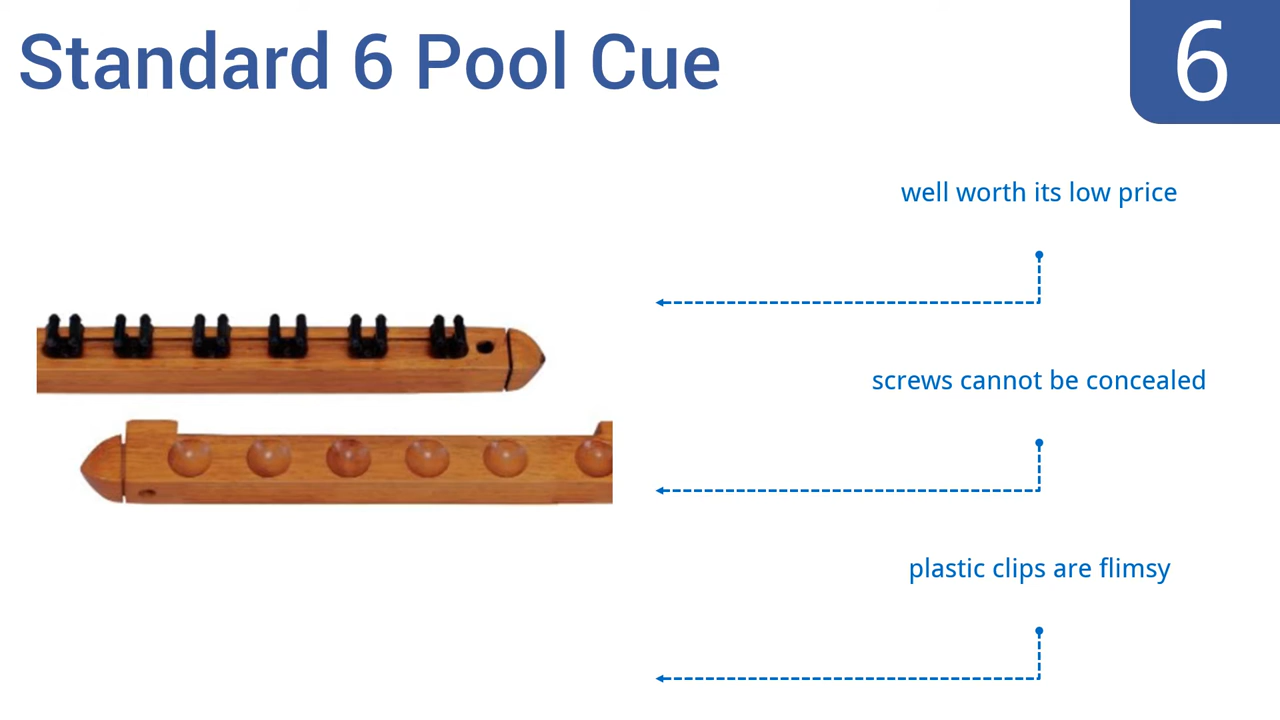 Standard 6 Pool Cue
6
well worth its low price
screws cannot be concealed
plastic clips are flimsy